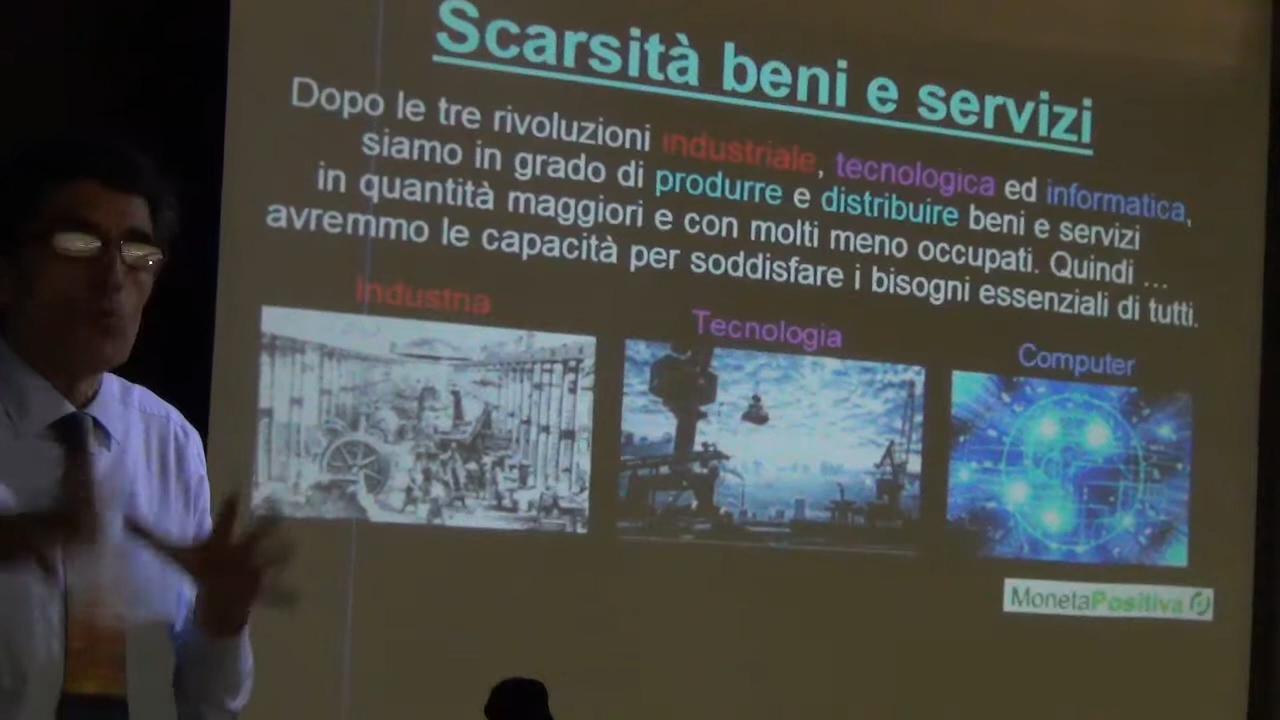 Scarsità beni e servizi
Dopo le tre rivoluzioni industriale, tecnologica ed informatica,
siamo in grado di produrre e distribuire beni e servizi
in quantità maggiori e con molti meno occupati. Quindi ...
avremmo le capacità per soddisfare i bisogni essenziali di tutti.
Industria
Tecnologia
Computer
MonetaPositiva